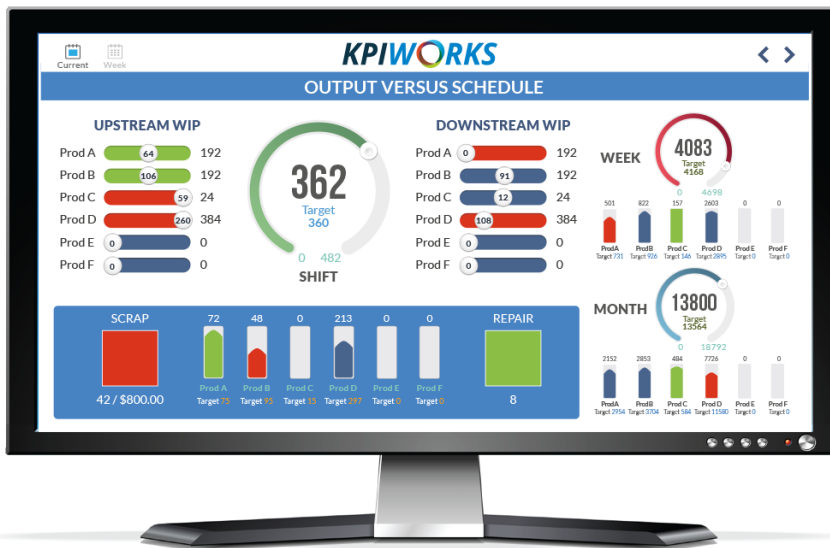 Current
Week
KPIWORKS
OUTPUT VERSUS SCHEDULE
UPSTREAM WIP
Prod A 64 192
Prod B 106 192
Prod C 59 24
Prod D 260 384
Prod E 0 0
Prod F 0 0
362
Target
360
0 482
SHIFT
DOWNSTREAM WIP
Prod A 0 192
Prod B 91 192
Prod C 12 24
Prod D 108 384
Prod E 0 0
Prod F 0 0
WEEK
4083
Target
4168
0 4698
501 822 157 2603 0 0
ProdA ProdB Prod C Prod D Prod E Prod F
Target 731 Target 926 Target 146 Target 2895 Target 0 Target 0
MONTH
13800
Target
13564
0 18792
2152 2853 484 7726 0 0
ProdA ProdB Prod C Prod D Prod E Prod F
Target 2954 Target 3704 Target 584 Target 11580 Target 0 Target 0
SCRAP
42 / $800.00
72 48 0 213 0 0
Prod A Prod B Prod C Prod D Prod E Prod F
Target 75 Target 95 Target 15 Target 297 Target 0 Target 0
REPAIR
8